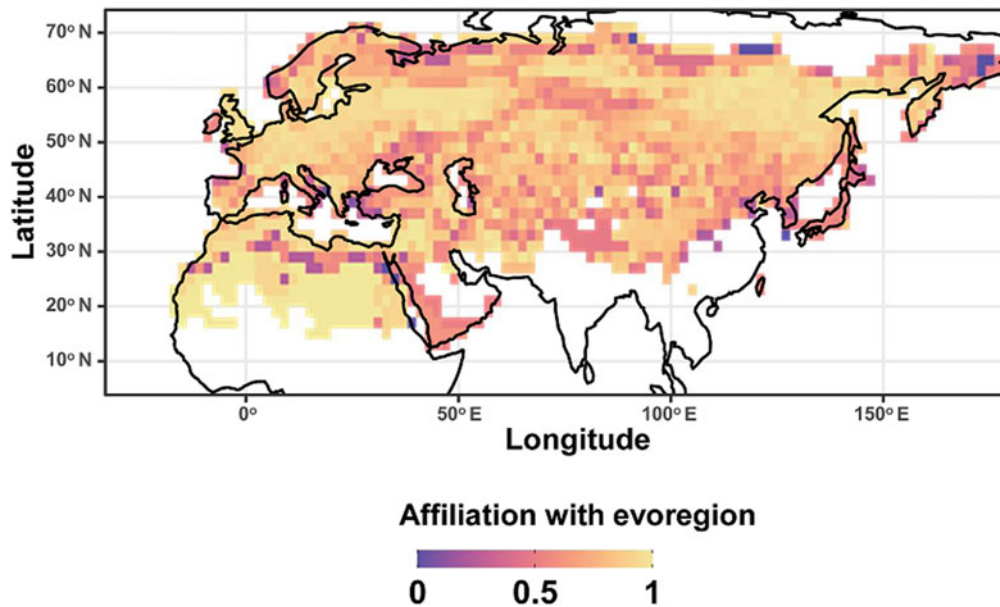 Latitude
70° N
60° N
50° N
40° N
30° N
20° N
10° N
0° 50° E 100° E 150° E
Longitude
Affiliation with evoregion
0 0.5 1